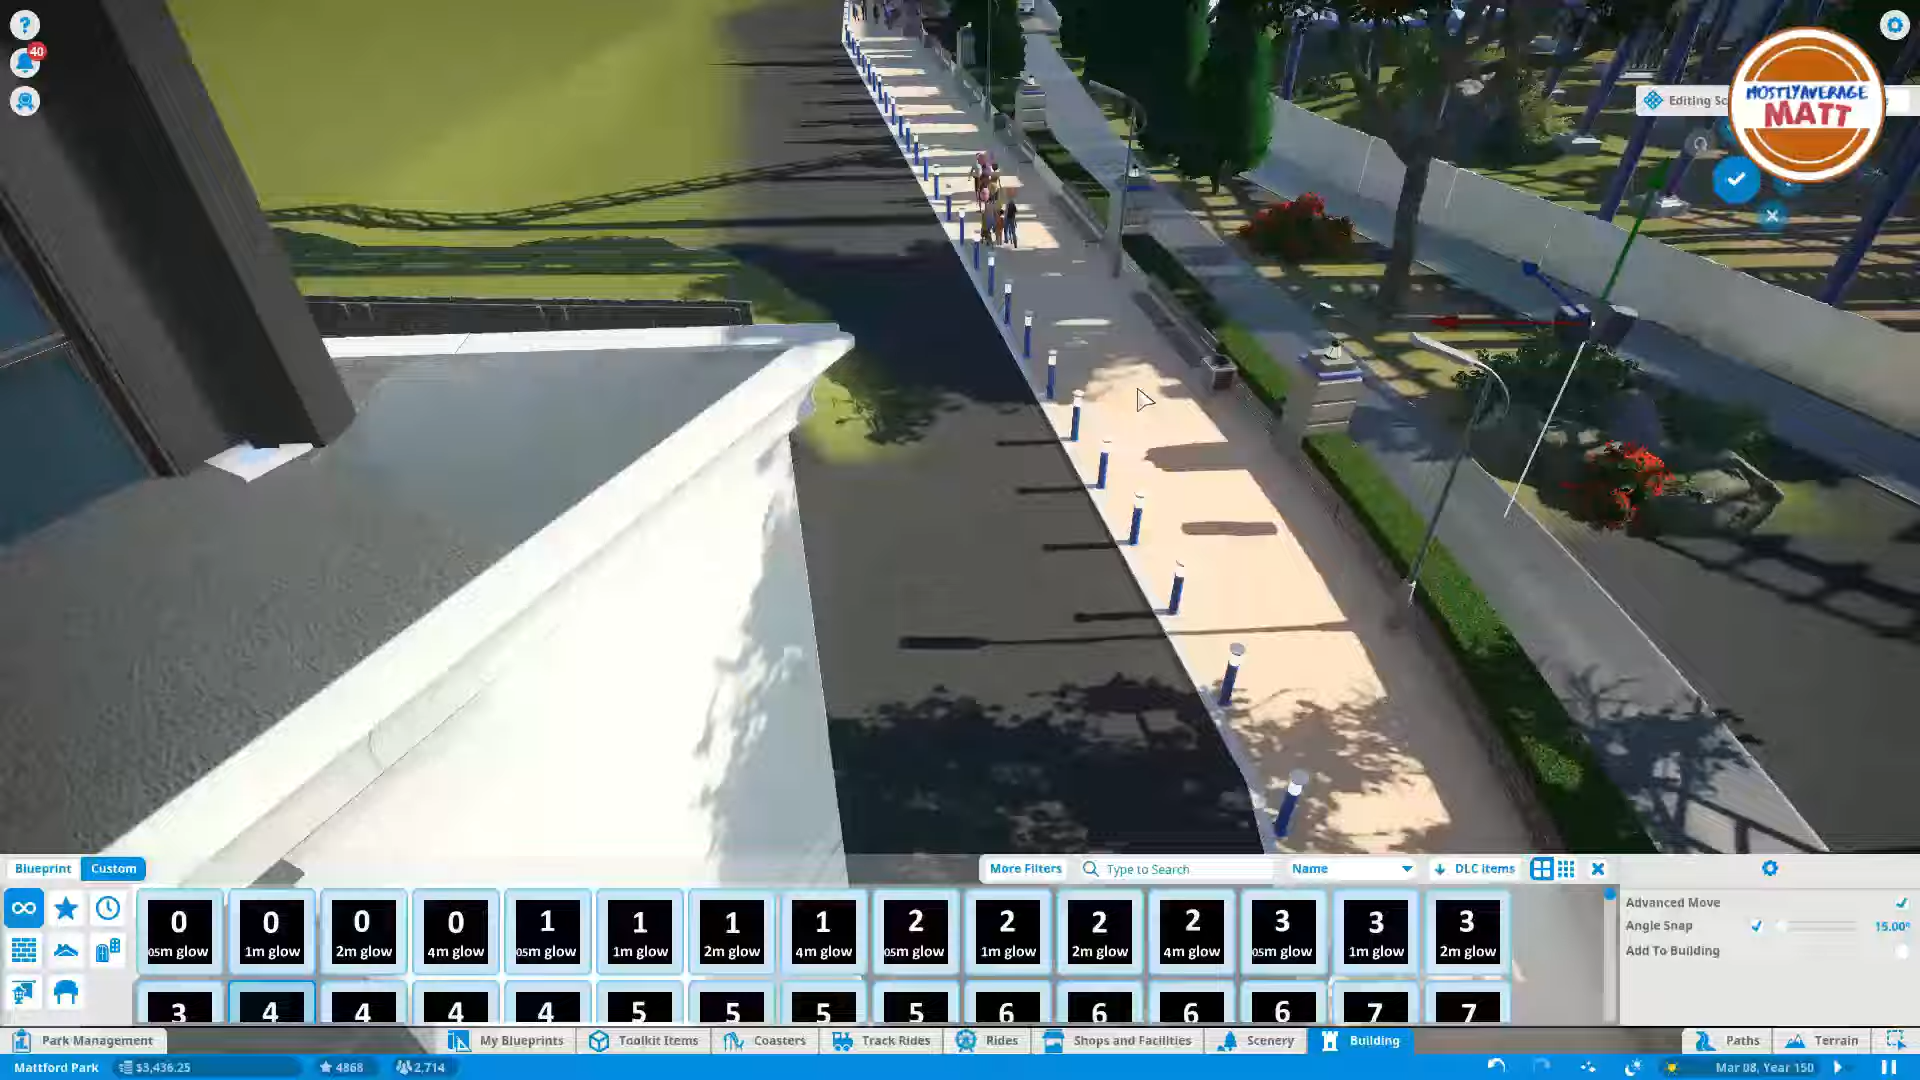 ?
40
Editing Sc
MOSTLYAVERAGE
MATT
Blueprint
Custom
More Filters
Type to Search
Name
DLC Items
0
05m glow
0
1m glow
0
2m glow
0
4m glow
1
05m glow
1
1m glow
1
2m glow
1
4m glow
2
05m glow
2
1m glow
2
2m glow
2
4m glow
3
05m glow
3
1m glow
3
2m glow
3
4
4
4
4
5
5
5
5
6
6
6
6
7
7
Advanced Move
Angle Snap
15.00°
Add To Building
Park Management
My Blueprints
Toolkit Items
Coasters
Track Rides
Rides
Shops and Facilities
Scenery
Building
Paths
Terrain
Mattford Park
$3,436.25
4868
2,714
Mar 08, Year 150